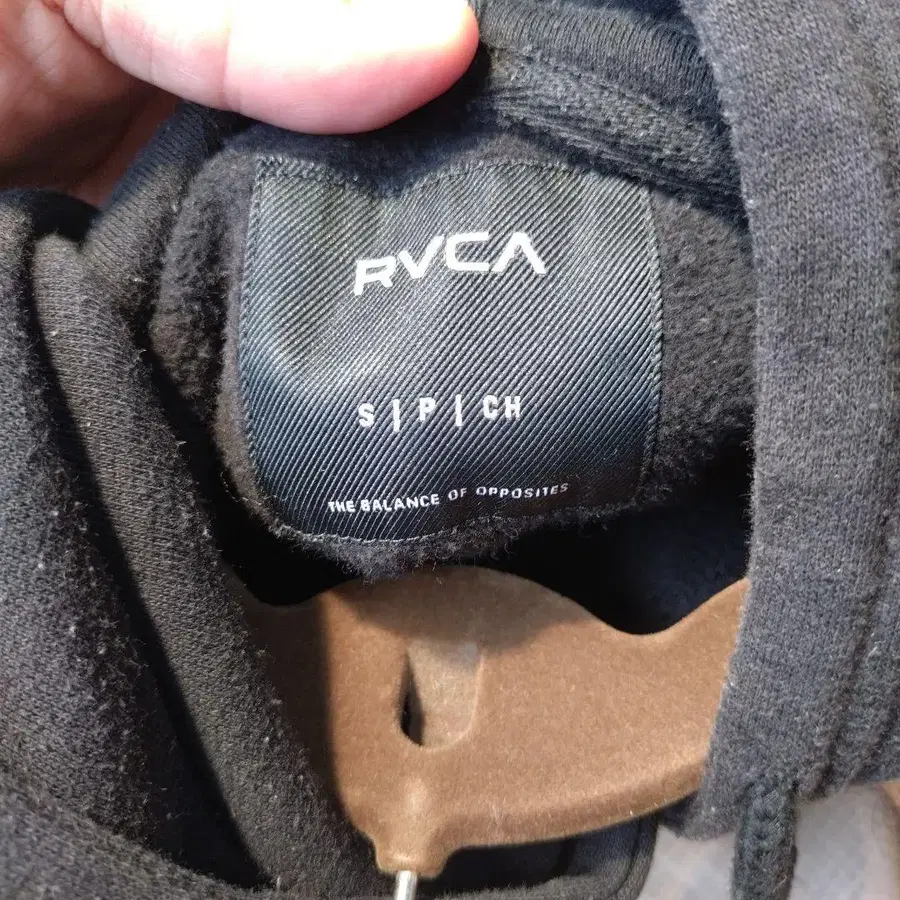 RVCA
S | P | CH
THE BALANCE OF OPPOSITES